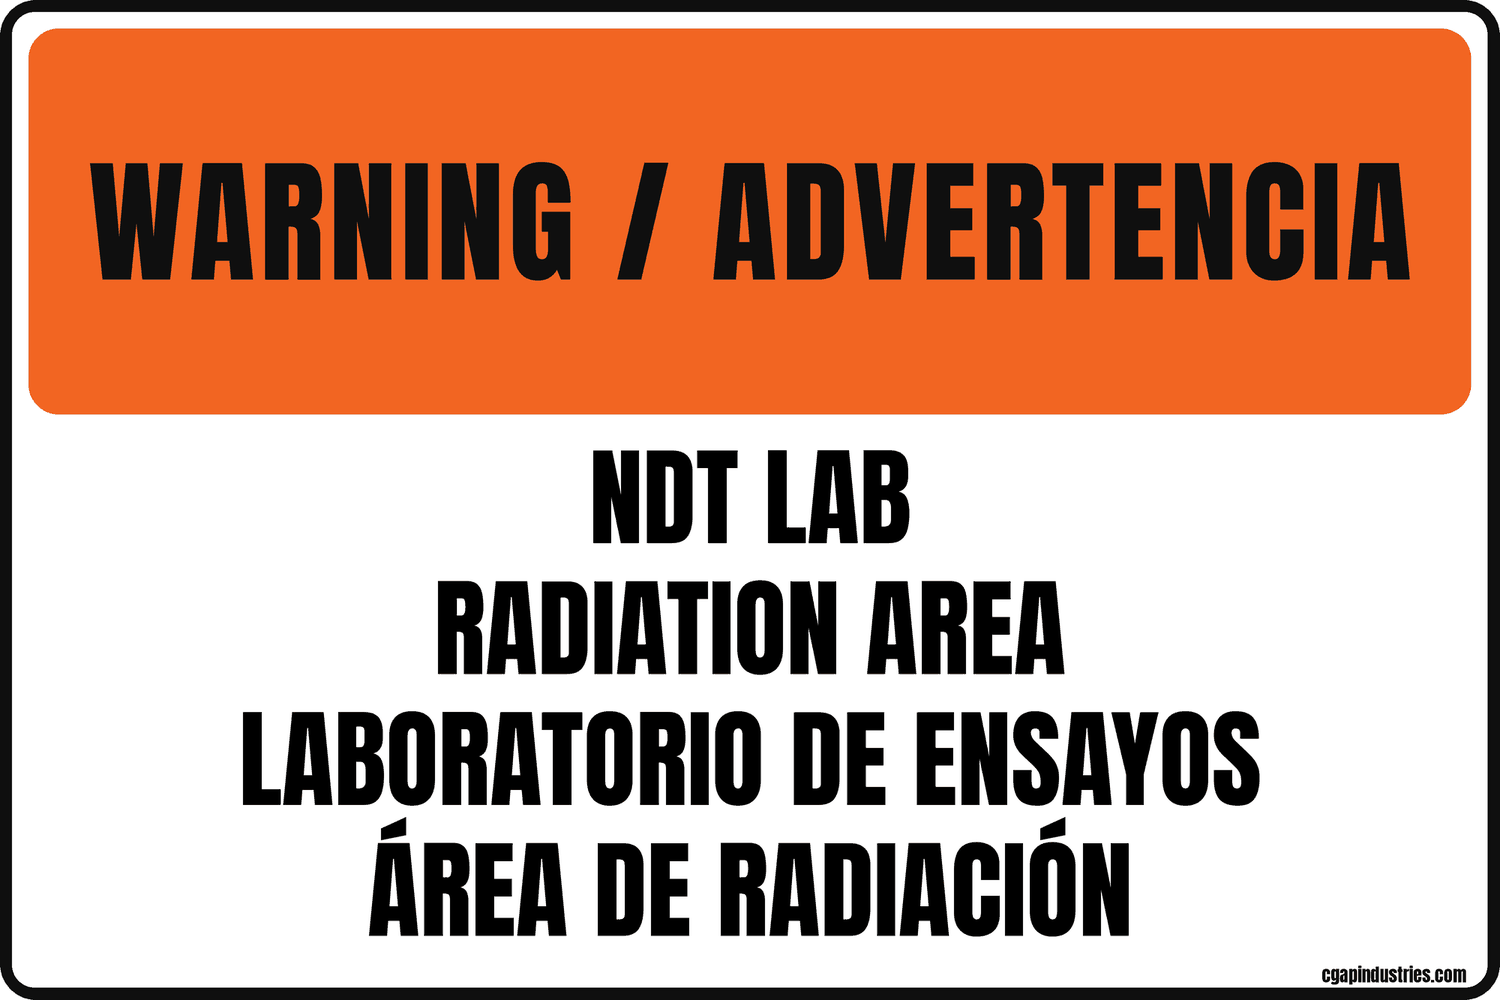 WARNING / ADVERTENCIA
NDT LAB
RADIATION AREA
LABORATORIO DE ENSAYOS
ÁREA DE RADIACIÓN
cgapindustries.com